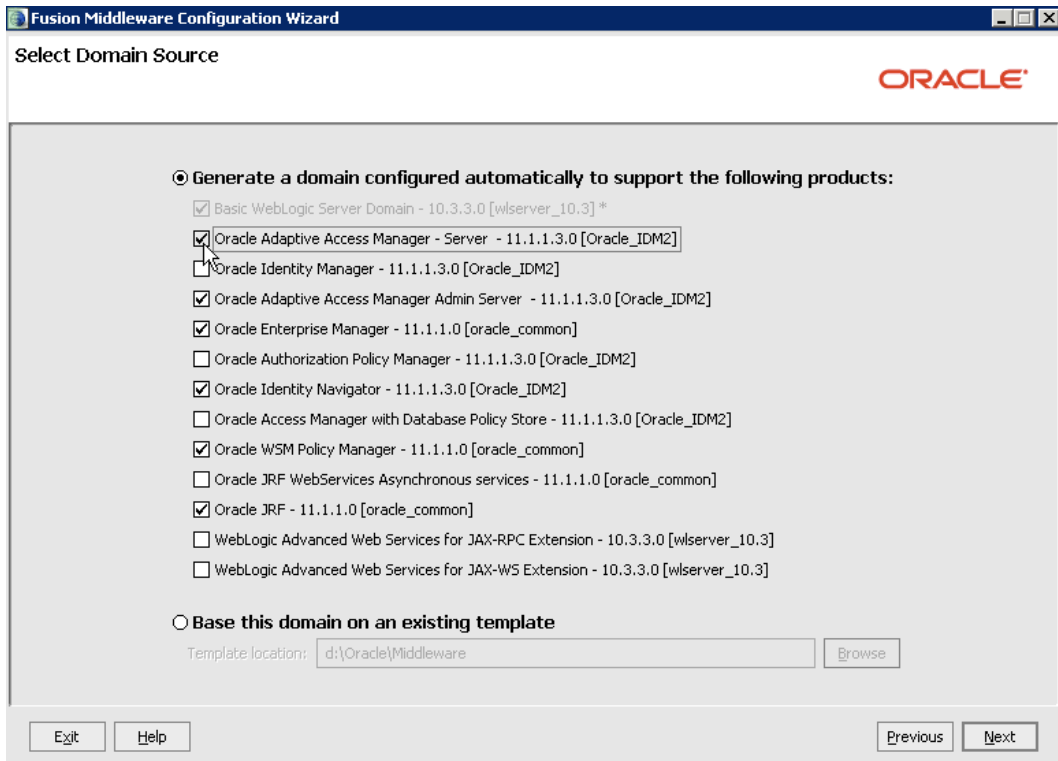 Fusion Middleware Configuration Wizard
Select Domain Source
ORACLE
Generate a domain configured automatically to support the following products:
Basic WebLogic Server Domain - 10.3.3.0 [wlserver_10.3] *
Oracle Adaptive Access Manager - Server - 11.1.1.3.0 [Oracle_IDM2]
Oracle Identity Manager - 11.1.1.3.0 [Oracle_IDM2]
Oracle Adaptive Access Manager Admin Server - 11.1.1.3.0 [Oracle_IDM2]
Oracle Enterprise Manager - 11.1.1.0 [oracle_common]
Oracle Authorization Policy Manager - 11.1.1.3.0 [Oracle_IDM2]
Oracle Identity Navigator - 11.1.1.3.0 [Oracle_IDM2]
Oracle Access Manager with Database Policy Store - 11.1.1.3.0 [Oracle_IDM2]
Oracle WSM Policy Manager - 11.1.1.0 [oracle_common]
Oracle JRF WebServices Asynchronous services - 11.1.1.0 [oracle_common]
Oracle JRF - 11.1.1.0 [oracle_common]
WebLogic Advanced Web Services for JAX-RPC Extension - 10.3.3.0 [wlserver_10.3]
WebLogic Advanced Web Services for JAX-WS Extension - 10.3.3.0 [wlserver_10.3]
Base this domain on an existing template
Template location: d:\Oracle\Middleware Browse
Exit Help Previous Next